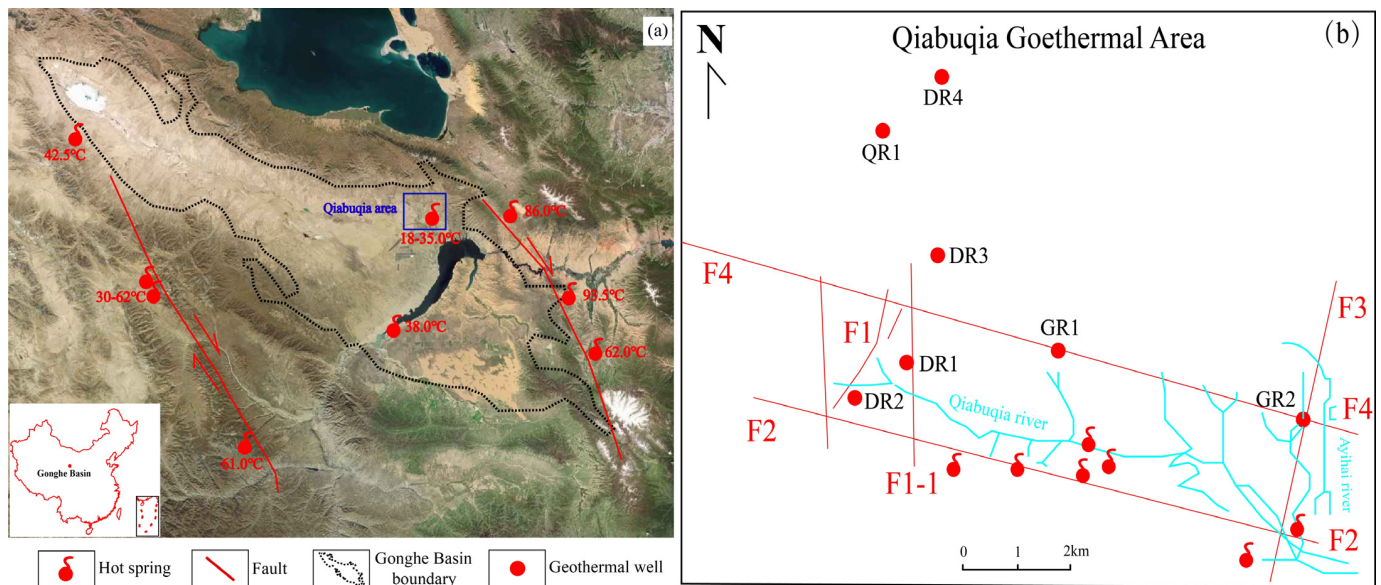 (a)
42.5℃
Qiabuqia area
18-35.0℃
86.0℃
93.5℃
30-62℃
38.0℃
62.0℃
61.0℃
Gonghe Basin
Hot spring
Fault
Gonghe Basin
boundary
Geothermal well
N
Qiabuqia Goethermal Area
(b)
DR4
QR1
DR3
F4
F3
F1
GR1
DR1
GR2
DR2
F4
F2
Qiabuqia river
Ayihai river
F1-1
F2
0 1 2km